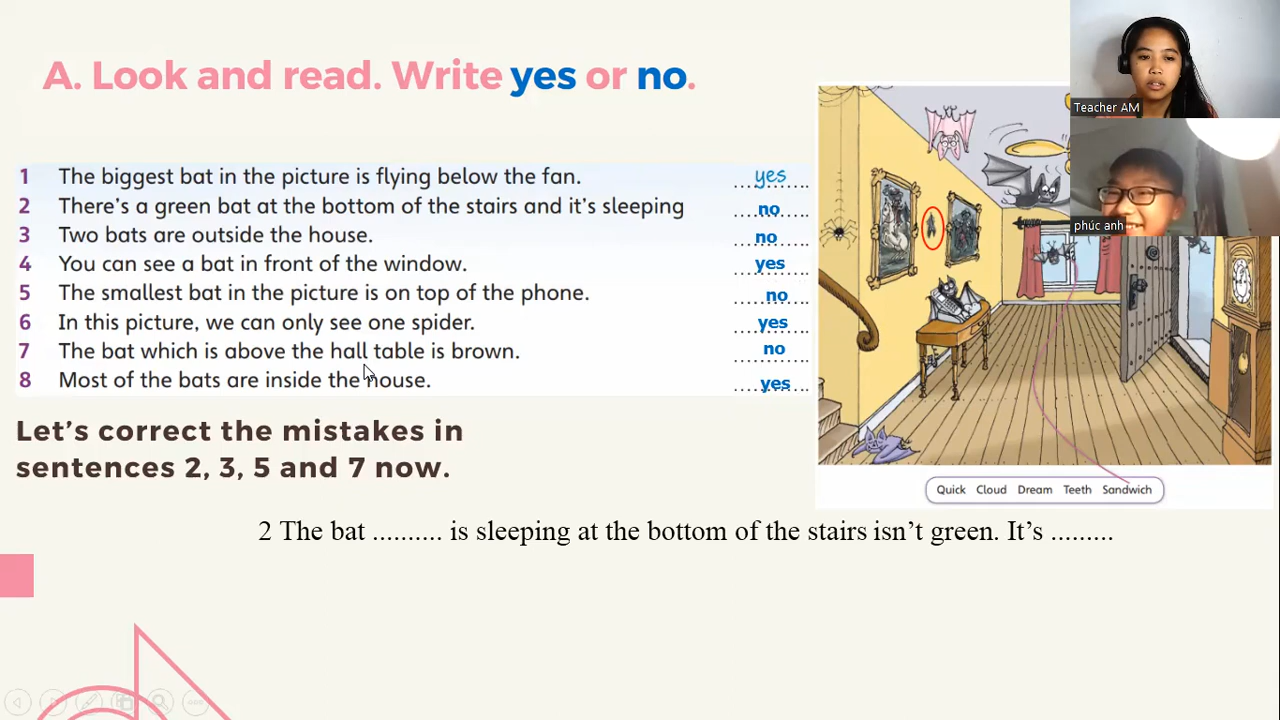 A. Look and read. Write yes or no.
1 The biggest bat in the picture is flying below the fan. yes
2 There's a green bat at the bottom of the stairs and it's sleeping no
3 Two bats are outside the house. no
4 You can see a bat in front of the window. yes
5 The smallest bat in the picture is on top of the phone. no
6 In this picture, we can only see one spider. yes
7 The bat which is above the hall table is brown. no
8 Most of the bats are inside the house. yes
Let's correct the mistakes in
sentences 2, 3, 5 and 7 now.
2 The bat .......... is sleeping at the bottom of the stairs isn't green. It's .........
Quick Cloud Dream Teeth Sandwich
Teacher AM
phúc anh